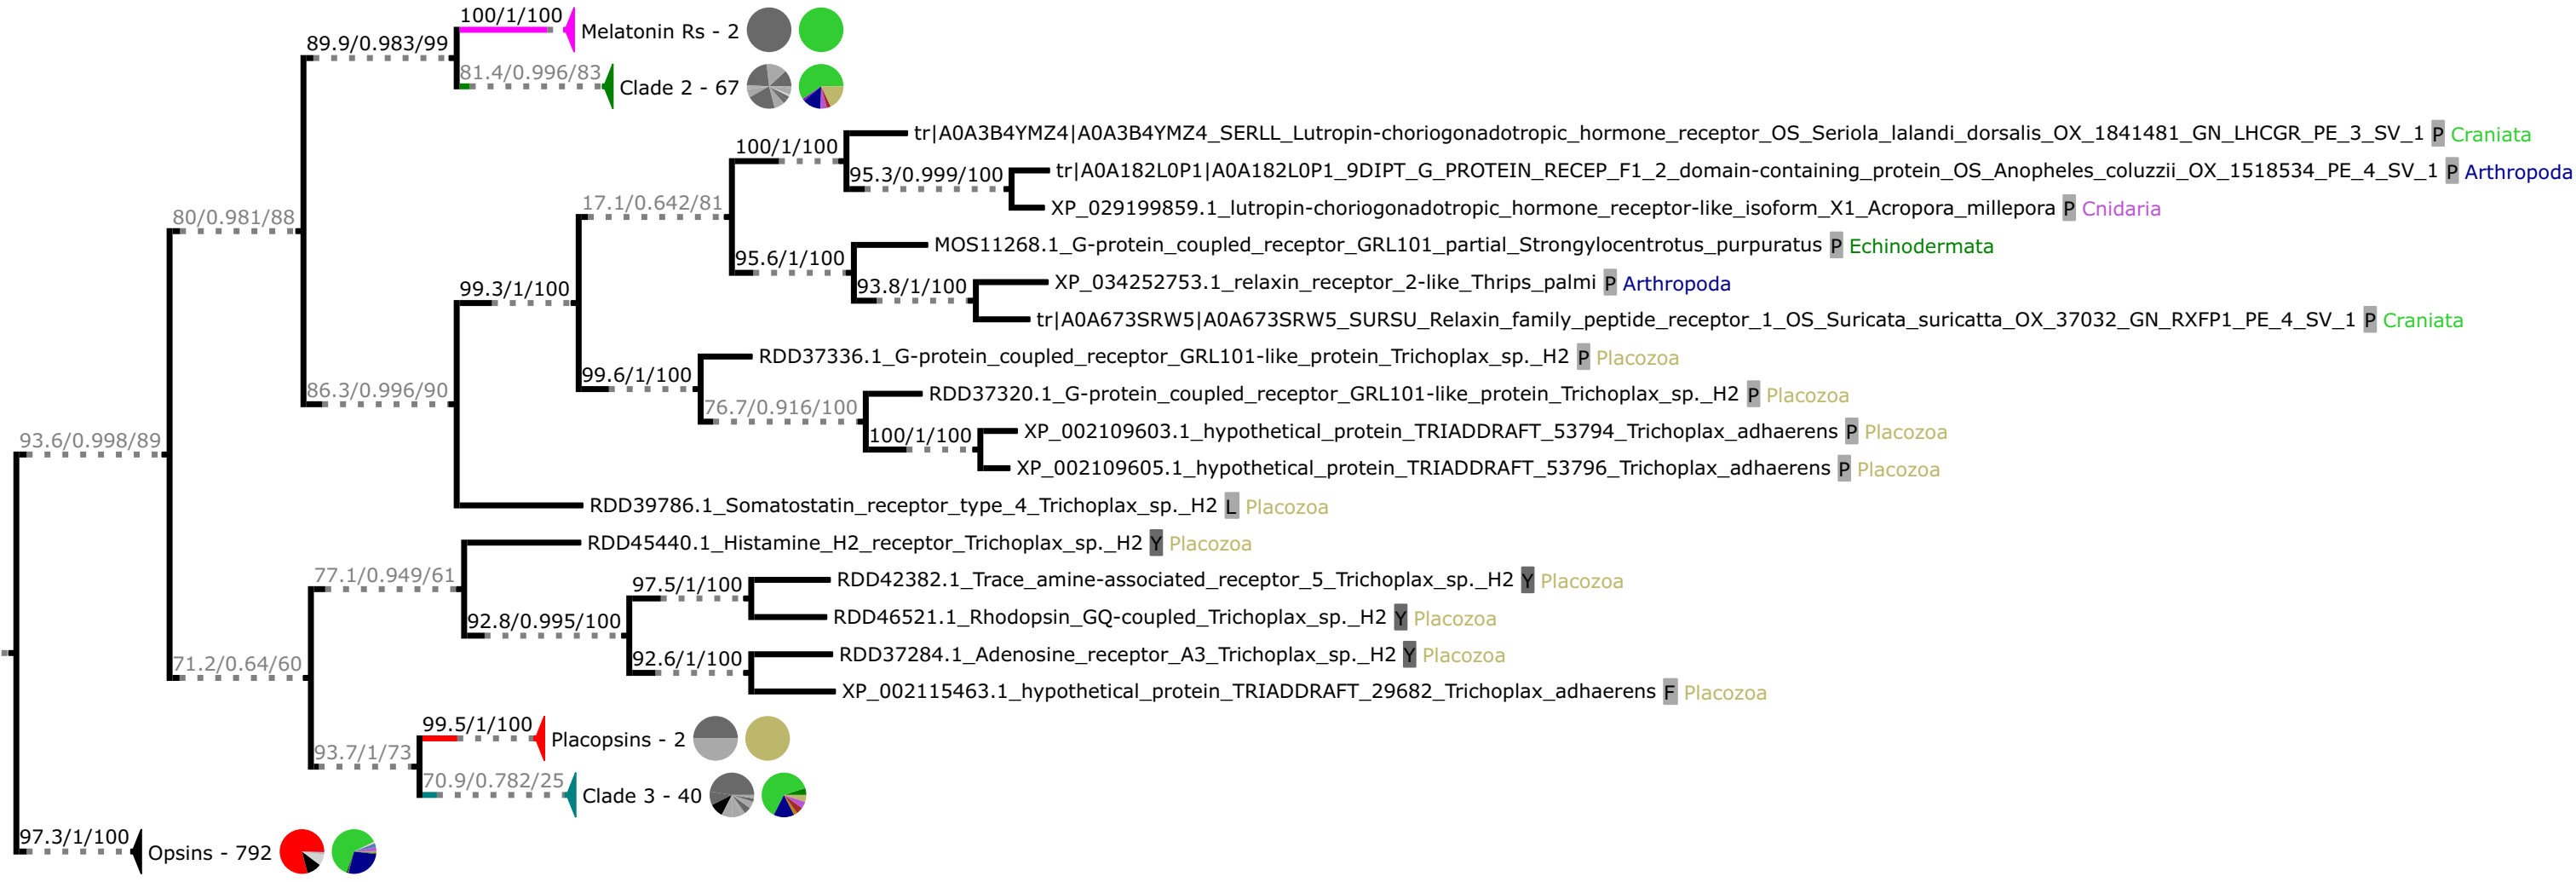 100/1/100
Melatonin Rs - 2
89.9/0.983/99
81.4/0.996/83
Clade 2 - 67
tr|A0A3B4YMZ4|A0A3B4YMZ4_SERLL_Lutropin-choriogonadotropic_hormone_receptor_OS_Seriola_lalandi_dorsalis_OX_1841481_GN_LHCGR_PE_3_SV_1 P Craniata
100/1/100
tr|A0A182L0P1|A0A182L0P1_9DIPT_G_PROTEIN_RECEP_F1_2_domain-containing_protein_OS_Anopheles_coluzzii_OX_1518534_PE_4_SV_1 P Arthropoda
95.3/0.999/100
XP_029199859.1_lutropin-choriogonadotropic_hormone_receptor-like_isoform_X1_Acropora_millepora P Cnidaria
17.1/0.642/81
80/0.981/88
MOS11268.1_G-protein_coupled_receptor_GRL101_partial_Strongylocentrotus_purpuratus P Echinodermata
95.6/1/100
XP_034252753.1_relaxin_receptor_2-like_Thrips_palmi P Arthropoda
93.8/1/100
99.3/1/100
tr|A0A673SRW5|A0A673SRW5_SURSU_Relaxin_family_peptide_receptor_1_OS_Suricata_suricatta_OX_37032_GN_RXFP1_PE_4_SV_1 P Craniata
RDD37336.1_G-protein_coupled_receptor_GRL101-like_protein_Trichoplax_sp._H2 P Placozoa
99.6/1/100
86.3/0.996/90
RDD37320.1_G-protein_coupled_receptor_GRL101-like_protein_Trichoplax_sp._H2 P Placozoa
76.7/0.916/100
XP_002109603.1_hypothetical_protein_TRIADDRAFT_53794_Trichoplax_adhaerens P Placozoa
100/1/100
93.6/0.998/89
XP_002109605.1_hypothetical_protein_TRIADDRAFT_53796_Trichoplax_adhaerens P Placozoa
RDD39786.1_Somatostatin_receptor_type_4_Trichoplax_sp._H2 L Placozoa
RDD45440.1_Histamine_H2_receptor_Trichoplax_sp._H2 Y Placozoa
77.1/0.949/61
RDD42382.1_Trace_amine-associated_receptor_5_Trichoplax_sp._H2 Y Placozoa
97.5/1/100
RDD46521.1_Rhodopsin_GQ-coupled_Trichoplax_sp._H2 Y Placozoa
92.8/0.995/100
RDD37284.1_Adenosine_receptor_A3_Trichoplax_sp._H2 Y Placozoa
92.6/1/100
71.2/0.64/60
XP_002115463.1_hypothetical_protein_TRIADDRAFT_29682_Trichoplax_adhaerens F Placozoa
99.5/1/100
Placopsins - 2
93.7/1/73
70.9/0.782/25
Clade 3 - 40
97.3/1/100
Opsins - 792